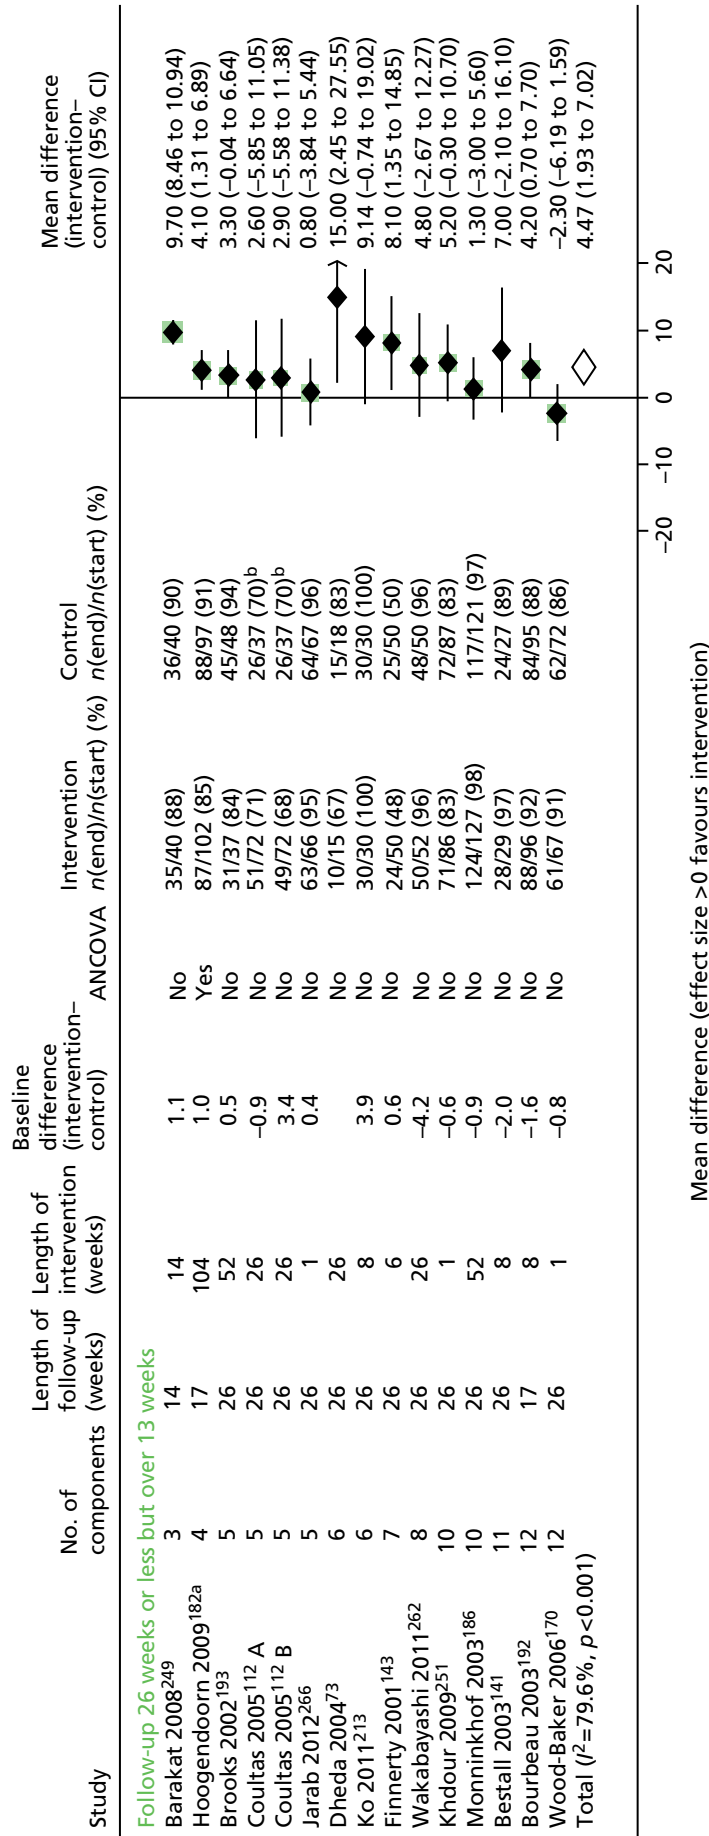 Study No. of components Length of follow-up (weeks) Length of intervention (weeks) Baseline difference (intervention–control) ANCOVA Intervention n(end)/n(start) (%) Control n(end)/n(start) (%) Mean difference (intervention–control) (95% CI)
Follow-up 26 weeks or less but over 13 weeks
Barakat 2008249 3 14 14 1.1 No 35/40 (88) 36/40 (90) 9.70 (8.46 to 10.94)
Hoogendoorn 2009182a 4 17 104 1.0 Yes 87/102 (85) 88/97 (91) 4.10 (1.31 to 6.89)
Brooks 2002193 5 26 52 0.5 No 31/37 (84) 45/48 (94) 3.30 (–0.04 to 6.64)
Coultas 2005112 A 5 26 26 –0.9 No 51/72 (71) 26/37 (70)b 2.60 (–5.85 to 11.05)
Coultas 2005112 B 5 26 26 3.4 No 49/72 (68) 26/37 (70)b 2.90 (–5.58 to 11.38)
Jarab 2012266 5 26 1 0.4 No 63/66 (95) 64/67 (96) 0.80 (–3.84 to 5.44)
Dheda 200473 6 26 26 No 10/15 (67) 15/18 (83) 15.00 (2.45 to 27.55)
Ko 2011213 6 26 8 3.9 No 30/30 (100) 30/30 (100) 9.14 (–0.74 to 19.02)
Finnerty 2001143 7 26 6 0.6 No 24/50 (48) 25/50 (50) 8.10 (1.35 to 14.85)
Wakabayashi 2011262 8 26 26 –4.2 No 50/52 (96) 48/50 (96) 4.80 (–2.67 to 12.27)
Khdour 2009251 10 26 1 –0.6 No 71/86 (83) 72/87 (83) 5.20 (–0.30 to 10.70)
Monninkhof 2003186 10 26 52 –0.9 No 124/127 (98) 117/121 (97) 1.30 (–3.00 to 5.60)
Bestall 2003141 11 26 8 –2.0 No 28/29 (97) 24/27 (89) 7.00 (–2.10 to 16.10)
Bourbeau 2003192 12 17 8 –1.6 No 88/96 (92) 84/95 (88) 4.20 (0.70 to 7.70)
Wood-Baker 2006170 12 26 1 –0.8 No 61/67 (91) 62/72 (86) –2.30 (–6.19 to 1.59)
Total (I2=79.6%, p<0.001) 4.47 (1.93 to 7.02)
–20 –10 0 10 20
Mean difference (effect size >0 favours intervention)